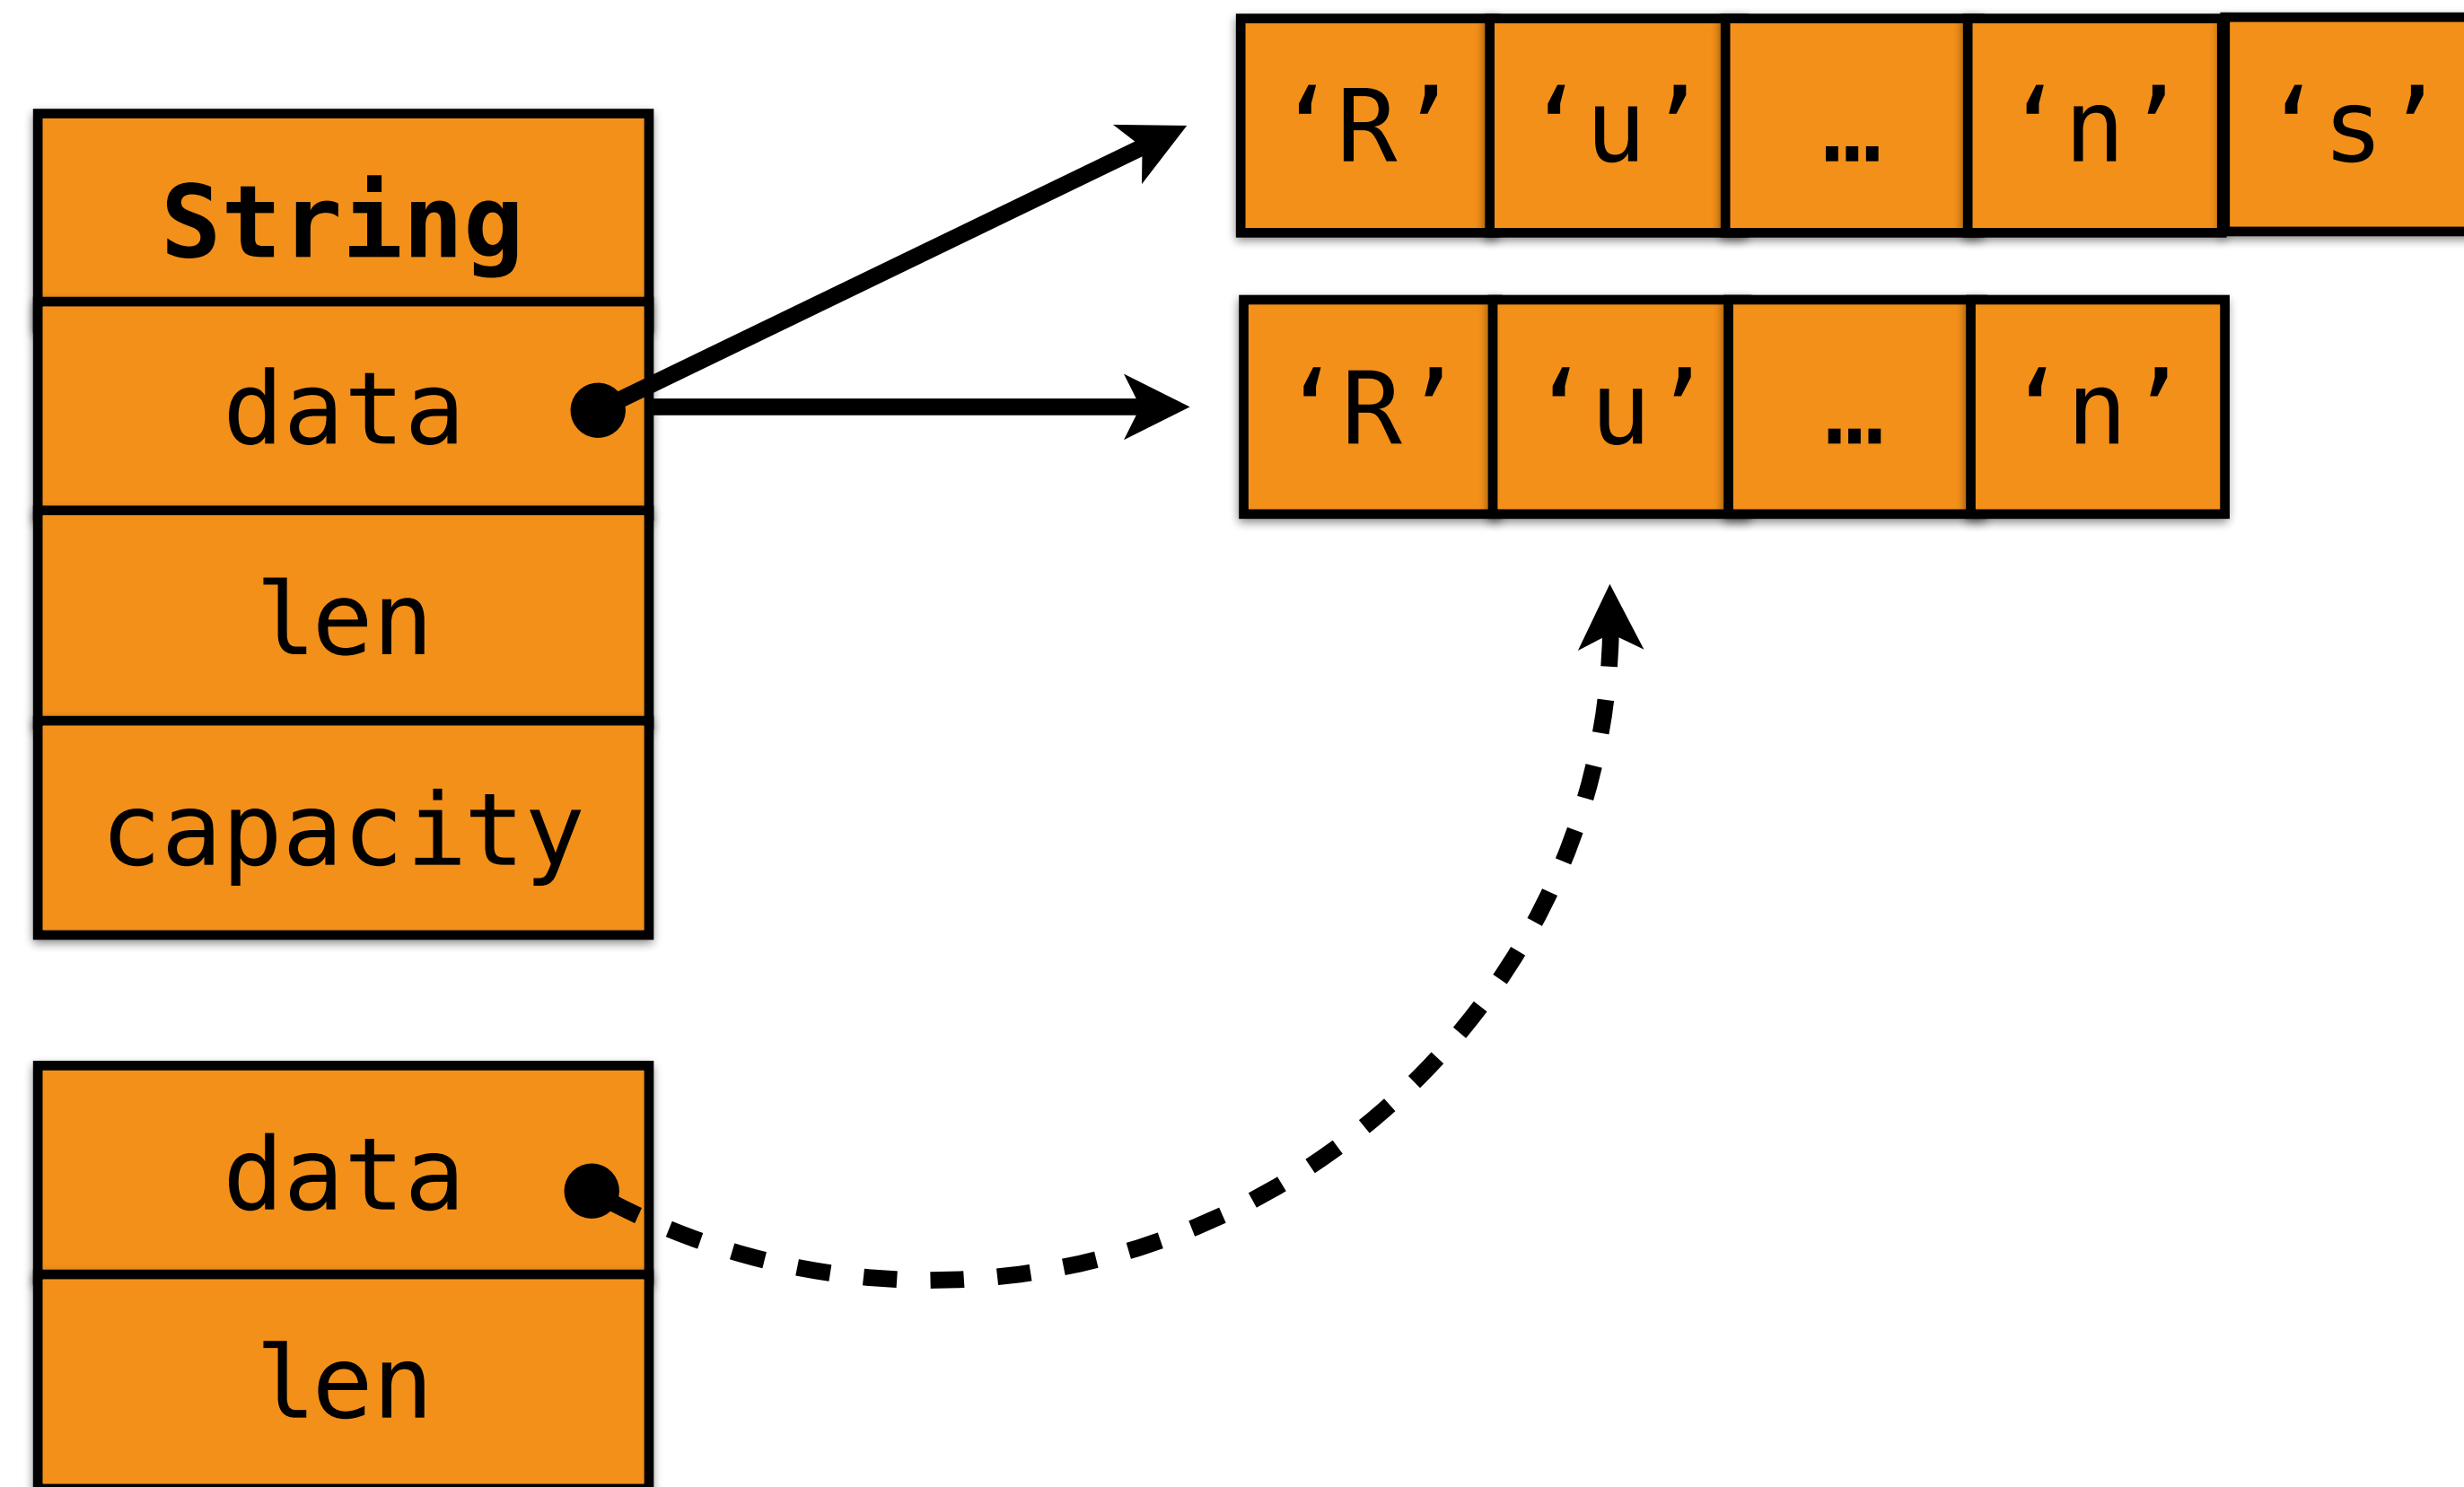 String
data
len
capacity
‘R’ ‘u’ … ‘n’ ‘s’
‘R’ ‘u’ … ‘n’
data
len